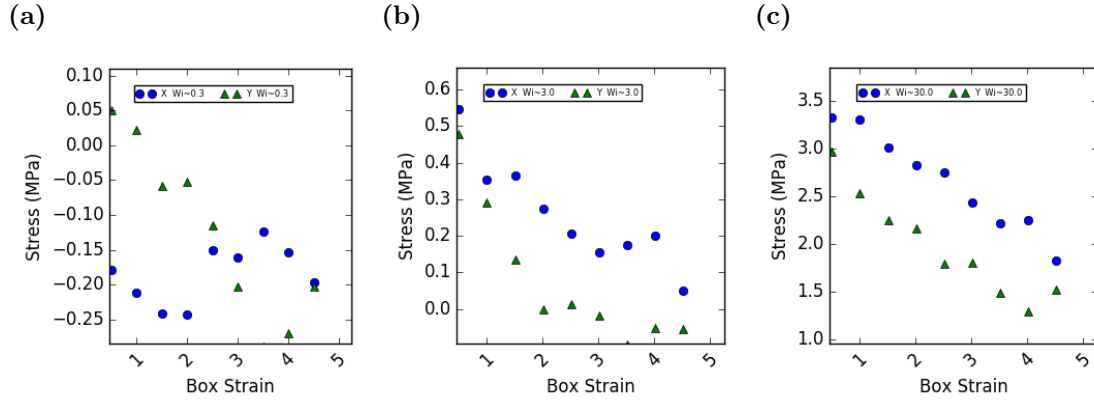 (a)
(b)
(c)
0.10
0.05
0.00
−0.05
−0.10
−0.15
−0.20
−0.25
Stress (MPa)
X Wi~0.3 Y Wi~0.3
1 2 3 4 5
Box Strain
0.6
0.5
0.4
0.3
0.2
0.1
0.0
Stress (MPa)
X Wi~3.0 Y Wi~3.0
1 2 3 4 5
Box Strain
3.5
3.0
2.5
2.0
1.5
1.0
Stress (MPa)
X Wi~30.0 Y Wi~30.0
1 2 3 4 5
Box Strain